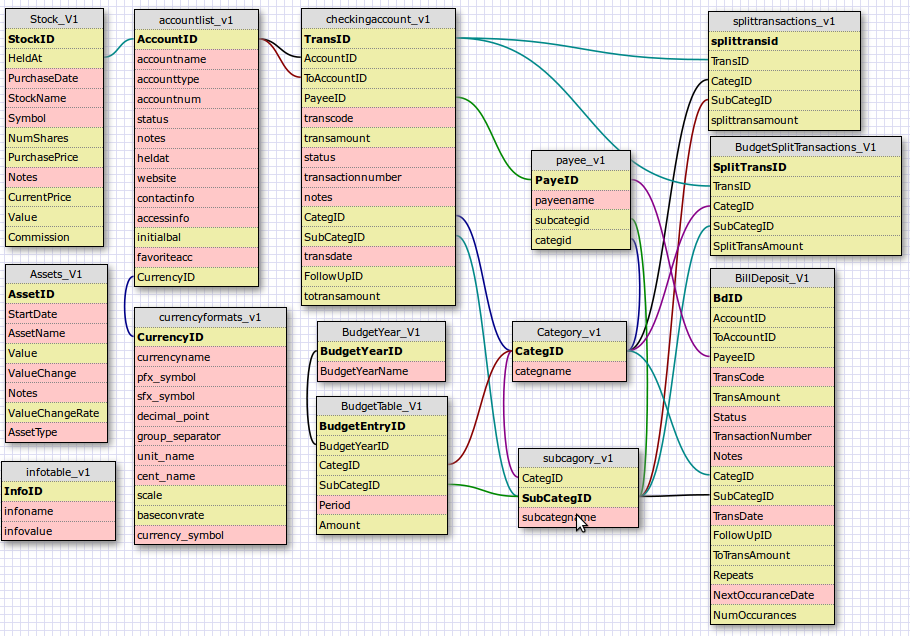 Stock_V1
StockID
HeldAt
PurchaseDate
StockName
Symbol
NumShares
PurchasePrice
Notes
CurrentPrice
Value
Commission
Assets_V1
AssetID
StartDate
AssetName
Value
ValueChange
Notes
ValueChangeRate
AssetType
infotable_v1
InfoID
infoname
infovalue
accountlist_v1
AccountID
accountname
accounttype
accountnum
status
notes
heldat
website
contactinfo
accessinfo
initialbal
favoriteacc
CurrencyID
currencyformats_v1
CurrencyID
currencyname
pfx_symbol
sfx_symbol
decimal_point
group_separator
unit_name
cent_name
scale
baseconvrate
currency_symbol
checkingaccount_v1
TransID
AccountID
ToAccountID
PayeeID
transcode
transamount
status
transactionnumber
notes
CategID
SubCategID
transdate
FollowUpID
totransamount
BudgetYear_V1
BudgetYearID
BudgetYearName
BudgetTable_V1
BudgetEntryID
BudgetYearID
CategID
SubCategID
Period
Amount
payee_v1
PayeID
payeename
subcategid
categid
Category_v1
CategID
categname
subcagory_v1
CategID
SubCategID
subcategname
splittransactions_v1
splittransid
TransID
CategID
SubCategID
splittransamount
BudgetSplitTransactions_V1
SplitTransID
TransID
CategID
SubCategID
SplitTransAmount
BillDeposit_V1
BdID
AccountID
ToAccountID
PayeeID
TransCode
TransAmount
Status
TransactionNumber
Notes
CategID
SubCategID
TransDate
FollowUpID
ToTransAmount
Repeats
NextOccuranceDate
NumOccurances